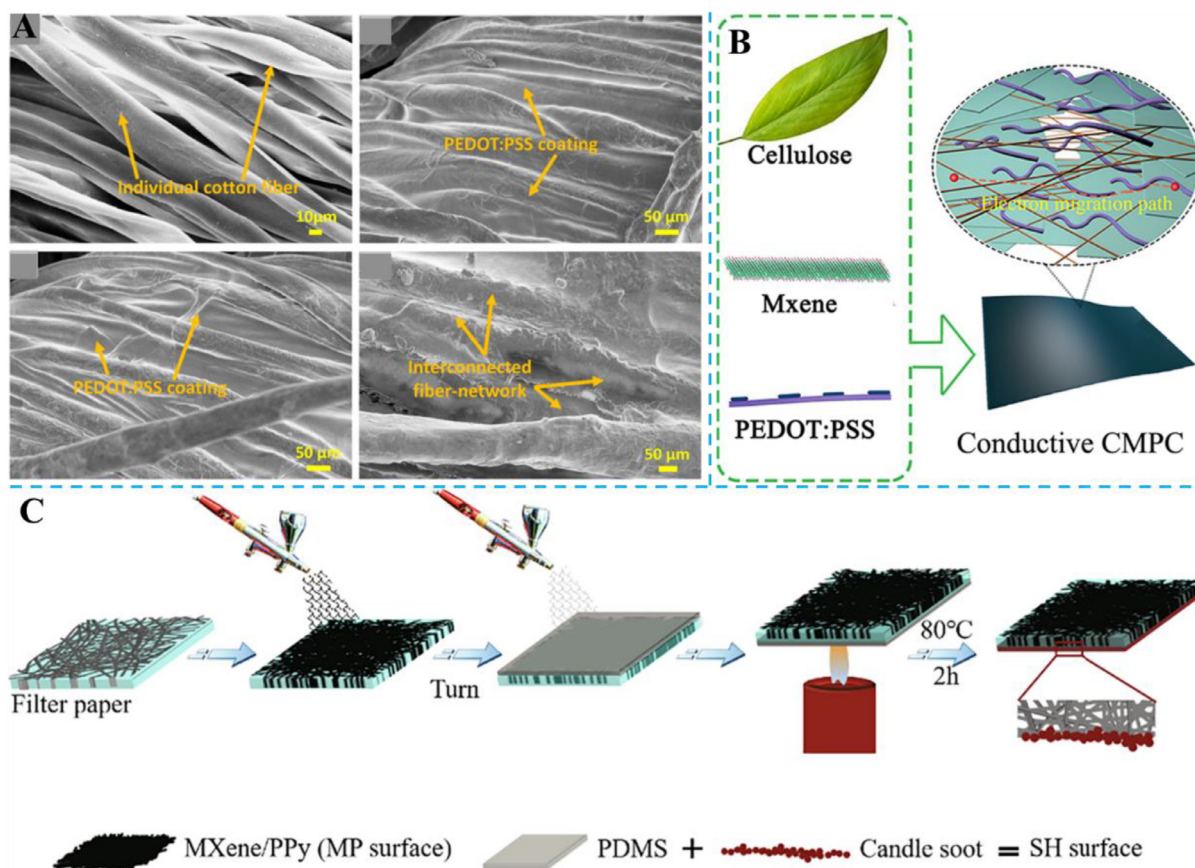 A
Individual cotton fiber
10μm
PEDOT:PSS coating
50 μm
PEDOT:PSS coating
50 μm
Interconnected
fiber-network
50 μm
B
Cellulose
Mxene
PEDOT:PSS
Electron migration path
Conductive CMPC
C
Filter paper
Turn
80℃
2h
MXene/PPy (MP surface)
PDMS + Candle soot = SH surface